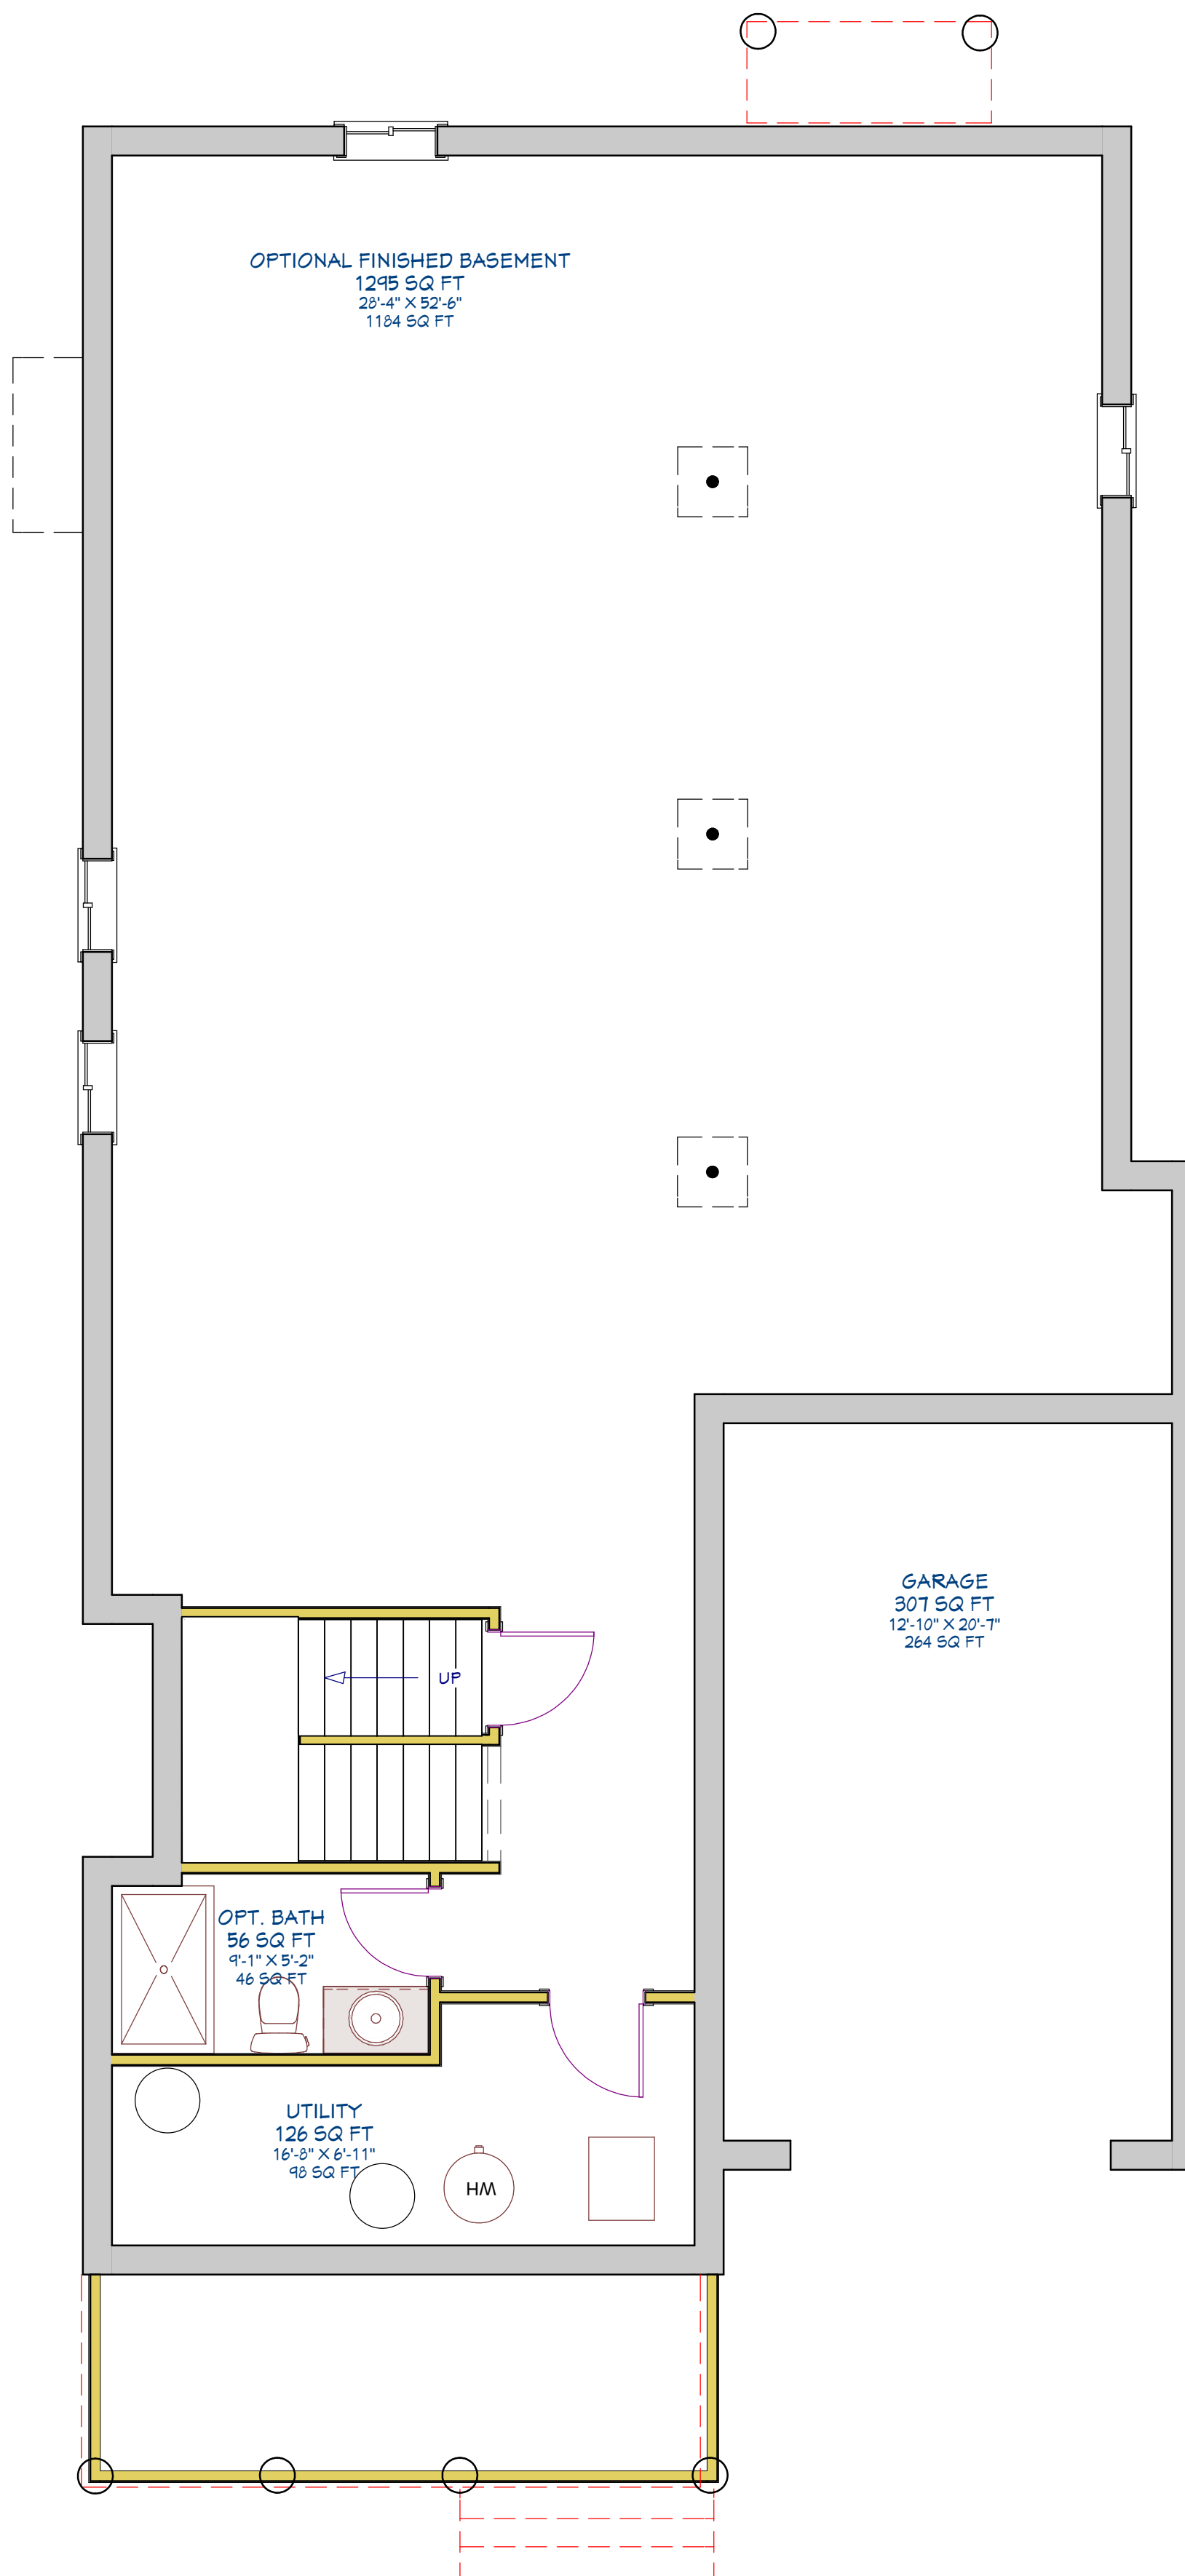 OPTIONAL FINISHED BASEMENT
1295 SQ FT
28'-4" X 52'-6"
1184 SQ FT
GARAGE
307 SQ FT
12'-10" X 20'-7"
264 SQ FT
UP
OPT. BATH
56 SQ FT
9'-1" X 5'-2"
46 SQ FT
UTILITY
126 SQ FT
16'-8" X 6'-11"
98 SQ FT
WH